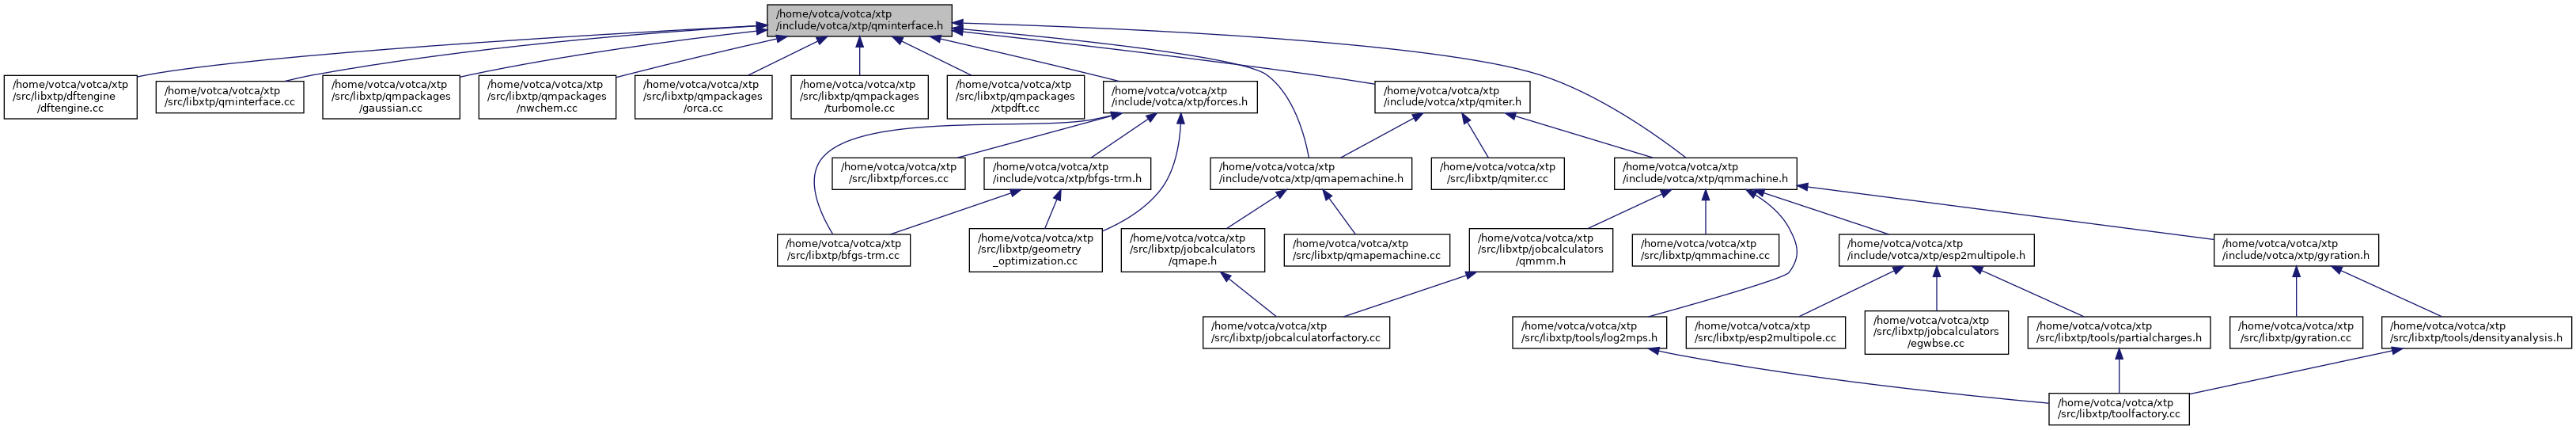 /home/votca/votca/xtp
/include/votca/xtp/qminterface.h
/home/votca/votca/xtp
/src/libxtp/dftengine
/dftengine.cc
/home/votca/votca/xtp
/src/libxtp/qminterface.cc
/home/votca/votca/xtp
/src/libxtp/qmpackages
/gaussian.cc
/home/votca/votca/xtp
/src/libxtp/qmpackages
/nwchem.cc
/home/votca/votca/xtp
/src/libxtp/qmpackages
/orca.cc
/home/votca/votca/xtp
/src/libxtp/qmpackages
/turbomole.cc
/home/votca/votca/xtp
/src/libxtp/qmpackages
/xtpdft.cc
/home/votca/votca/xtp
/include/votca/xtp/forces.h
/home/votca/votca/xtp
/include/votca/xtp/qmiter.h
/home/votca/votca/xtp
/src/libxtp/forces.cc
/home/votca/votca/xtp
/include/votca/xtp/bfgs-trm.h
/home/votca/votca/xtp
/include/votca/xtp/qmapemachine.h
/home/votca/votca/xtp
/src/libxtp/qmiter.cc
/home/votca/votca/xtp
/include/votca/xtp/qmmachine.h
/home/votca/votca/xtp
/src/libxtp/bfgs-trm.cc
/home/votca/votca/xtp
/src/libxtp/geometry
_optimization.cc
/home/votca/votca/xtp
/src/libxtp/jobcalculators
/qmape.h
/home/votca/votca/xtp
/src/libxtp/qmapemachine.cc
/home/votca/votca/xtp
/src/libxtp/jobcalculators
/qmmm.h
/home/votca/votca/xtp
/src/libxtp/qmmachine.cc
/home/votca/votca/xtp
/include/votca/xtp/esp2multipole.h
/home/votca/votca/xtp
/include/votca/xtp/gyration.h
/home/votca/votca/xtp
/src/libxtp/jobcalculatorfactory.cc
/home/votca/votca/xtp
/src/libxtp/tools/log2mps.h
/home/votca/votca/xtp
/src/libxtp/esp2multipole.cc
/home/votca/votca/xtp
/src/libxtp/jobcalculators
/egwbse.cc
/home/votca/votca/xtp
/src/libxtp/tools/partialcharges.h
/home/votca/votca/xtp
/src/libxtp/gyration.cc
/home/votca/votca/xtp
/src/libxtp/tools/densityanalysis.h
/home/votca/votca/xtp
/src/libxtp/toolfactory.cc